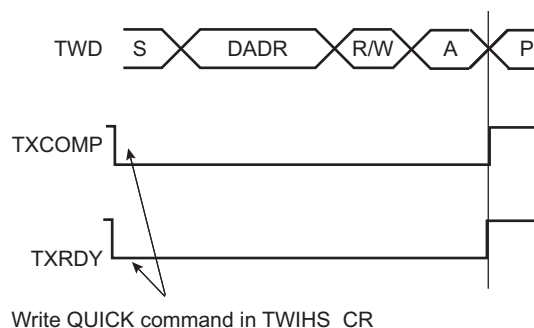 TWD S DADR R/W A P
TXCOMP
TXRDY
Write QUICK command in TWIHS_CR